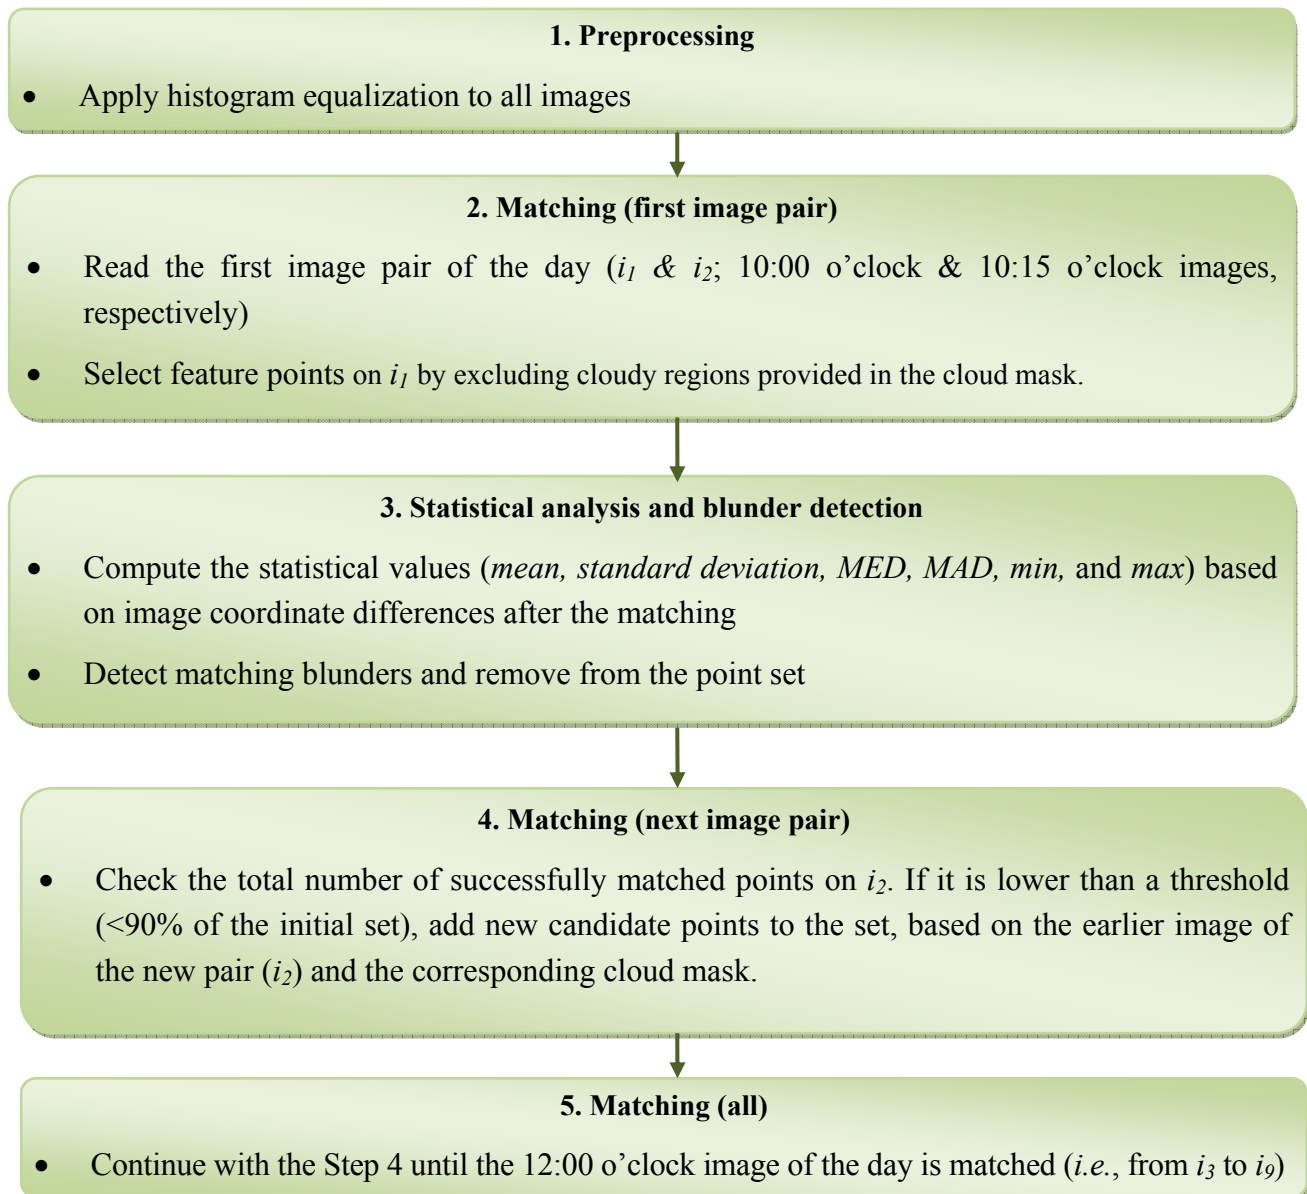 1. Preprocessing
• Apply histogram equalization to all images
2. Matching (first image pair)
• Read the first image pair of the day (i1 & i2; 10:00 o’clock & 10:15 o’clock images,
respectively)
• Select feature points on i1 by excluding cloudy regions provided in the cloud mask.
3. Statistical analysis and blunder detection
• Compute the statistical values (mean, standard deviation, MED, MAD, min, and max) based
on image coordinate differences after the matching
• Detect matching blunders and remove from the point set
4. Matching (next image pair)
• Check the total number of successfully matched points on i2. If it is lower than a threshold
(<90% of the initial set), add new candidate points to the set, based on the earlier image of
the new pair (i2) and the corresponding cloud mask.
5. Matching (all)
• Continue with the Step 4 until the 12:00 o’clock image of the day is matched (i.e., from i3 to i9)